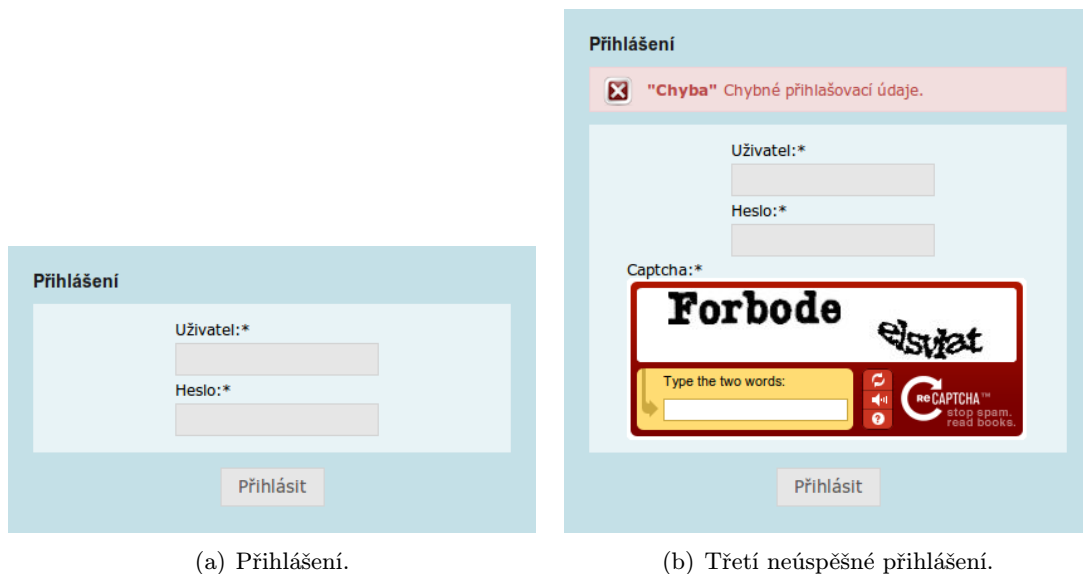 Přihlášení
Uživatel:*
Heslo:*
Přihlásit
(a) Přihlášení.
Přihlášení
"Chyba" Chybné přihlašovací údaje.
Uživatel:*
Heslo:*
Captcha:*
Forbode
Type the two words:
ReCAPTCHA™
stop spam.
read books.
Přihlásit
(b) Třetí neúspěšné přihlášení.